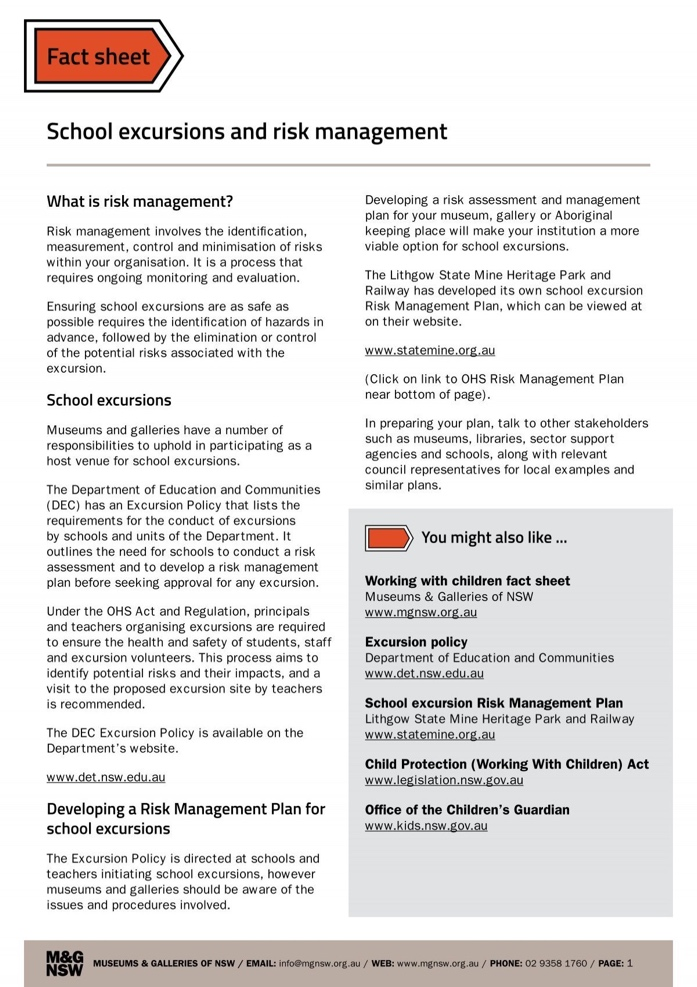 Fact sheet
School excursions and risk management
What is risk management?
Risk management involves the identification,
measurement, control and minimisation of risks
within your organisation. It is a process that
requires ongoing monitoring and evaluation.
Ensuring school excursions are as safe as
possible requires the identification of hazards in
advance, followed by the elimination or control
of the potential risks associated with the
excursion.
School excursions
Museums and galleries have a number of
responsibilities to uphold in participating as a
host venue for school excursions.
The Department of Education and Communities
(DEC) has an Excursion Policy that lists the
requirements for the conduct of excursions
by schools and units of the Department. It
outlines the need for schools to conduct a risk
assessment and to develop a risk management
plan before seeking approval for any excursion.
Under the OHS Act and Regulation, principals
and teachers organising excursions are required
to ensure the health and safety of students, staff
and excursion volunteers. This process aims to
identify potential risks and their impacts, and a
visit to the proposed excursion site by teachers
is recommended.
The DEC Excursion Policy is available on the
Department's website.
www.det.nsw.edu.au
Developing a Risk Management Plan for
school excursions
The Excursion Policy is directed at schools and
teachers initiating school excursions, however
museums and galleries should be aware of the
issues and procedures involved.
Developing a risk assessment and management
plan for your museum, gallery or Aboriginal
keeping place will make your institution a more
viable option for school excursions.
The Lithgow State Mine Heritage Park and
Railway has developed its own school excursion
Risk Management Plan, which can be viewed at
on their website.
www.statemine.org.au
(Click on link to OHS Risk Management Plan
near bottom of page).
In preparing your plan, talk to other stakeholders
such as museums, libraries, sector support
agencies and schools, along with relevant
council representatives for local examples and
similar plans.
You might also like ...
Working with children fact sheet
Museums & Galleries of NSW
www.mgnsw.org.au
Excursion policy
Department of Education and Communities
www.det.nsw.edu.au
School excursion Risk Management Plan
Lithgow State Mine Heritage Park and Railway
www.statemine.org.au
Child Protection (Working With Children) Act
www.legislation.nsw.gov.au
Office of the Children's Guardian
www.kids.nsw.gov.au
M&G
NSW
MUSEUMS & GALLERIES OF NSW / EMAIL: info@mgnsw.org.au / WEB: www.mgnsw.org.au / PHONE: 02 9358 1760 / PAGE: 1